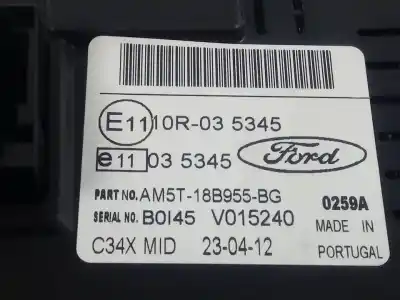 E11 10R-03 5345
e11 03 5345
Ford
PART NO. AM5T-18B955-BG 0259A
SERIAL NO. B0I45 V015240 MADE IN
C34X MID 23-04-12 PORTUGAL